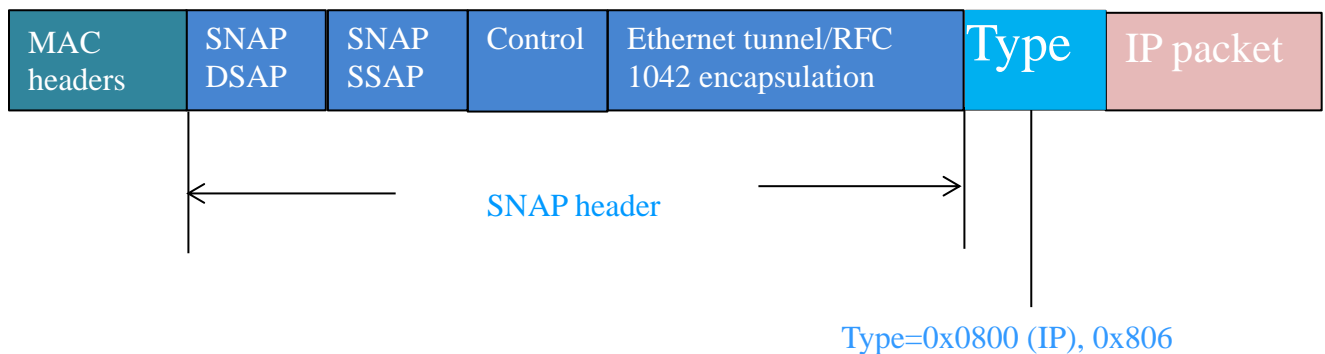 MAC
headers
SNAP
DSAP
SNAP
SSAP
Control
Ethernet tunnel/RFC
1042 encapsulation
Type
IP packet
SNAP header
Type=0x0800 (IP), 0x806